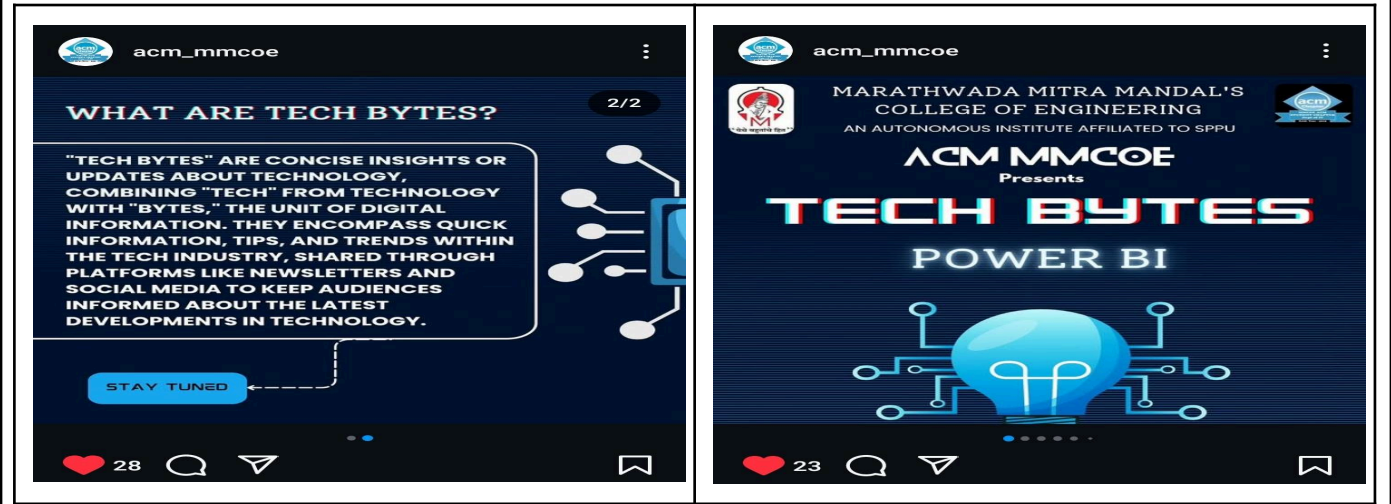 acm_mmcoe
WHAT ARE TECH BYTES?
2/2
"TECH BYTES" ARE CONCISE INSIGHTS OR
UPDATES ABOUT TECHNOLOGY,
COMBINING "TECH" FROM TECHNOLOGY
WITH "BYTES," THE UNIT OF DIGITAL
INFORMATION. THEY ENCOMPASS QUICK
INFORMATION, TIPS, AND TRENDS WITHIN
THE TECH INDUSTRY, SHARED THROUGH
PLATFORMS LIKE NEWSLETTERS AND
SOCIAL MEDIA TO KEEP AUDIENCES
INFORMED ABOUT THE LATEST
DEVELOPMENTS IN TECHNOLOGY.
STAY TUNED
28
acm_mmcoe
MARATHWADA MITRA MANDAL'S
COLLEGE OF ENGINEERING
AN AUTONOMOUS INSTITUTE AFFILIATED TO SPPU
acm
ACM MMCOE
Presents
TECH BYTES
POWER BI
23